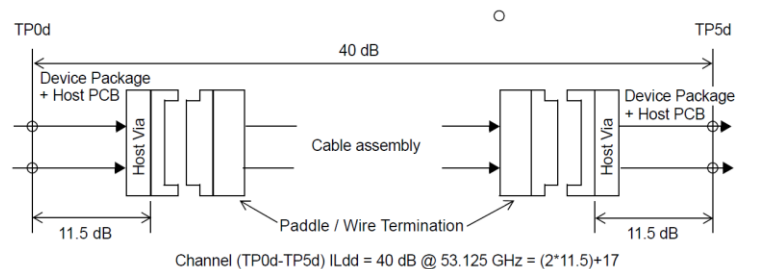 TP0d
TP5d
40 dB
Device Package
+ Host PCB
Device Package
+ Host PCB
Host Via
Cable assembly
Host Via
Paddle / Wire Termination
11.5 dB
11.5 dB
Channel (TP0d-TP5d) ILdd = 40 dB @ 53.125 GHz = (2*11.5)+17